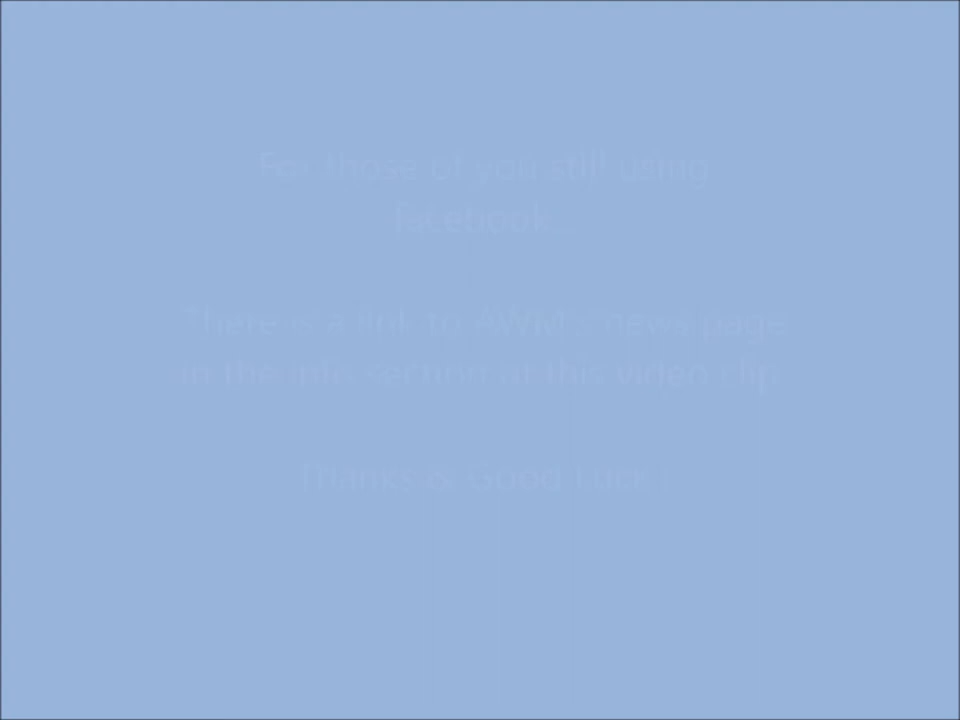 For those of you still using
facebook...
There is a link to AWM's news page
in the info section of this video clip.
Thanks & Good Luck !